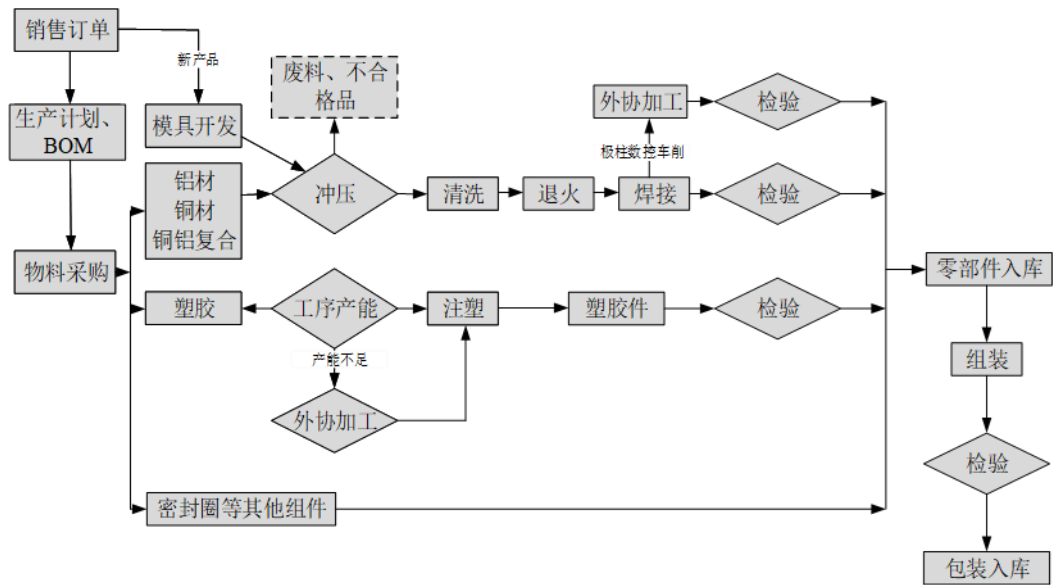 销售订单
新产品
生产计划、
BOM
模具开发
废料、不合
格品
外协加工
检验
极柱数控车削
铝材
铜材
铜铝复合
冲压
清洗
退火
焊接
检验
物料采购
零部件入库
塑胶
工序产能
注塑
塑胶件
检验
产能不足
组装
外协加工
检验
密封圈等其他组件
包装入库